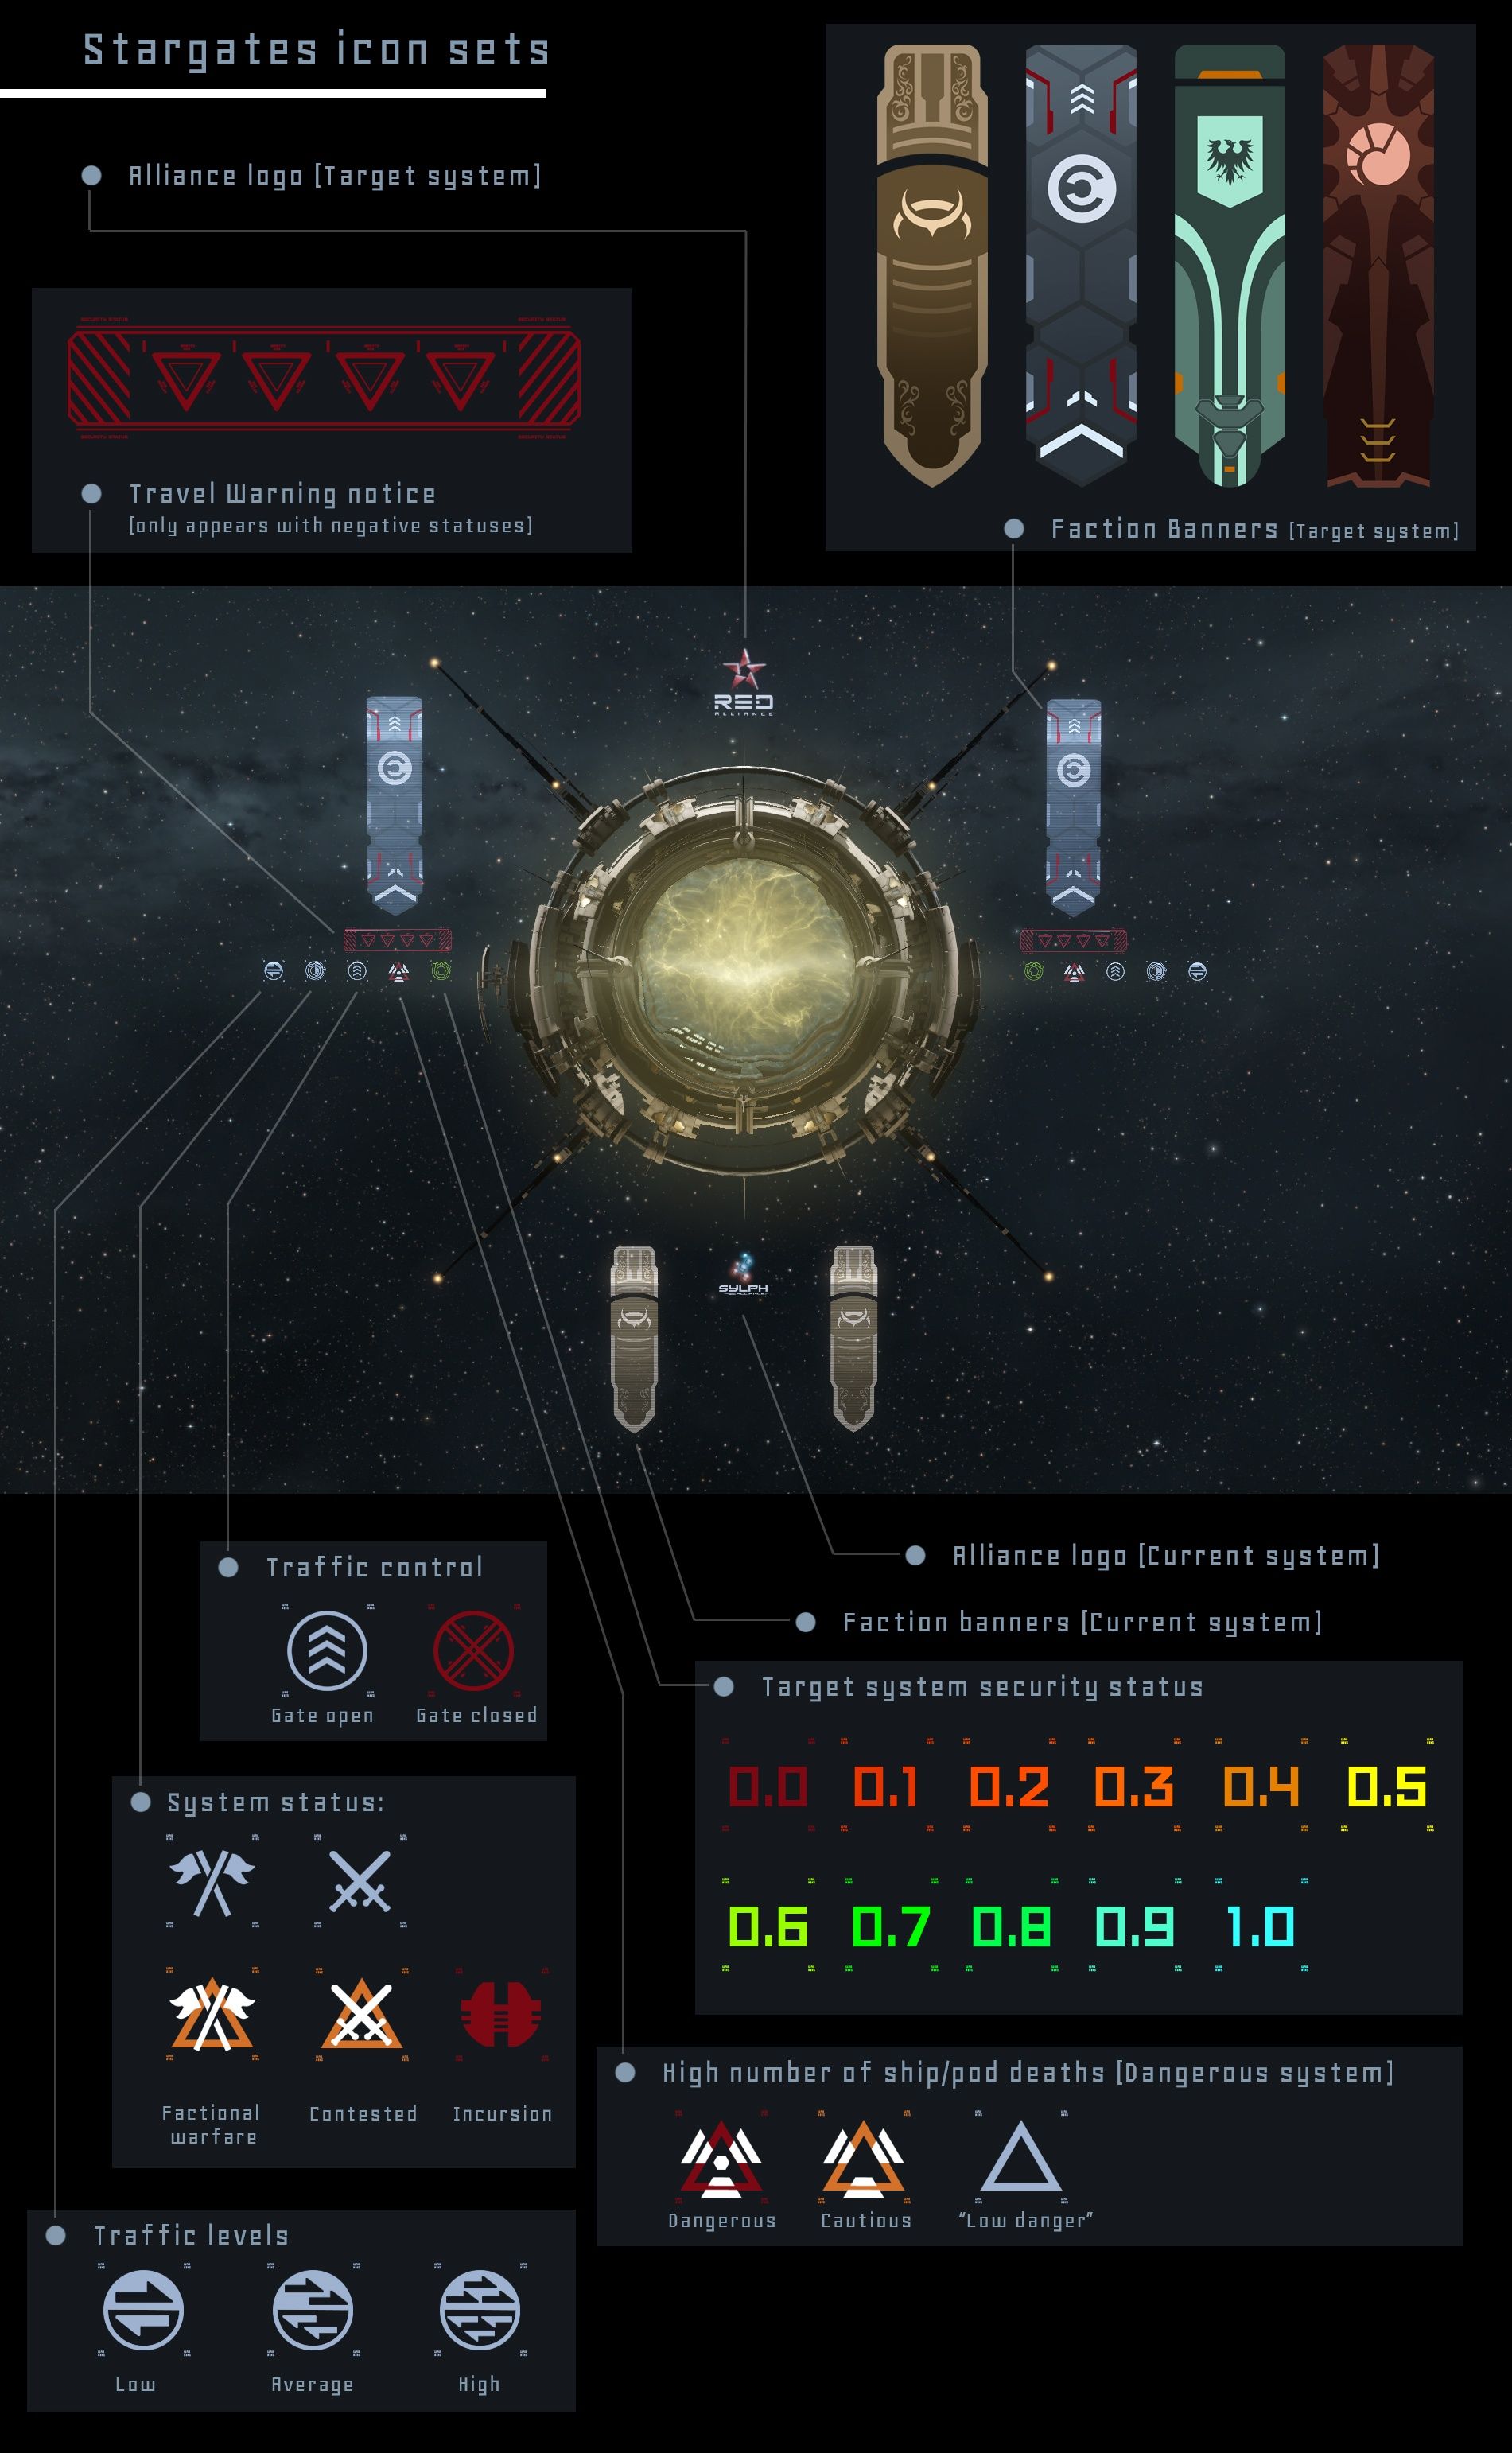 Stargates icon sets
Alliance logo [Target system]
Travel Warning notice
[only appears with negative statuses]
Faction Banners [Target system]
RED
ALLIANCE
SYLPH
ALLIANCE
Alliance logo [Current system]
Faction banners [Current system]
Traffic control
Gate open
Gate closed
Target system security status
0.0 0.1 0.2 0.3 0.4 0.5
0.6 0.7 0.8 0.9 1.0
System status:
Factional
warfare
Contested
Incursion
High number of ship/pod deaths [Dangerous system]
Dangerous
Cautious
"Low danger"
Traffic levels
Low
Average
High